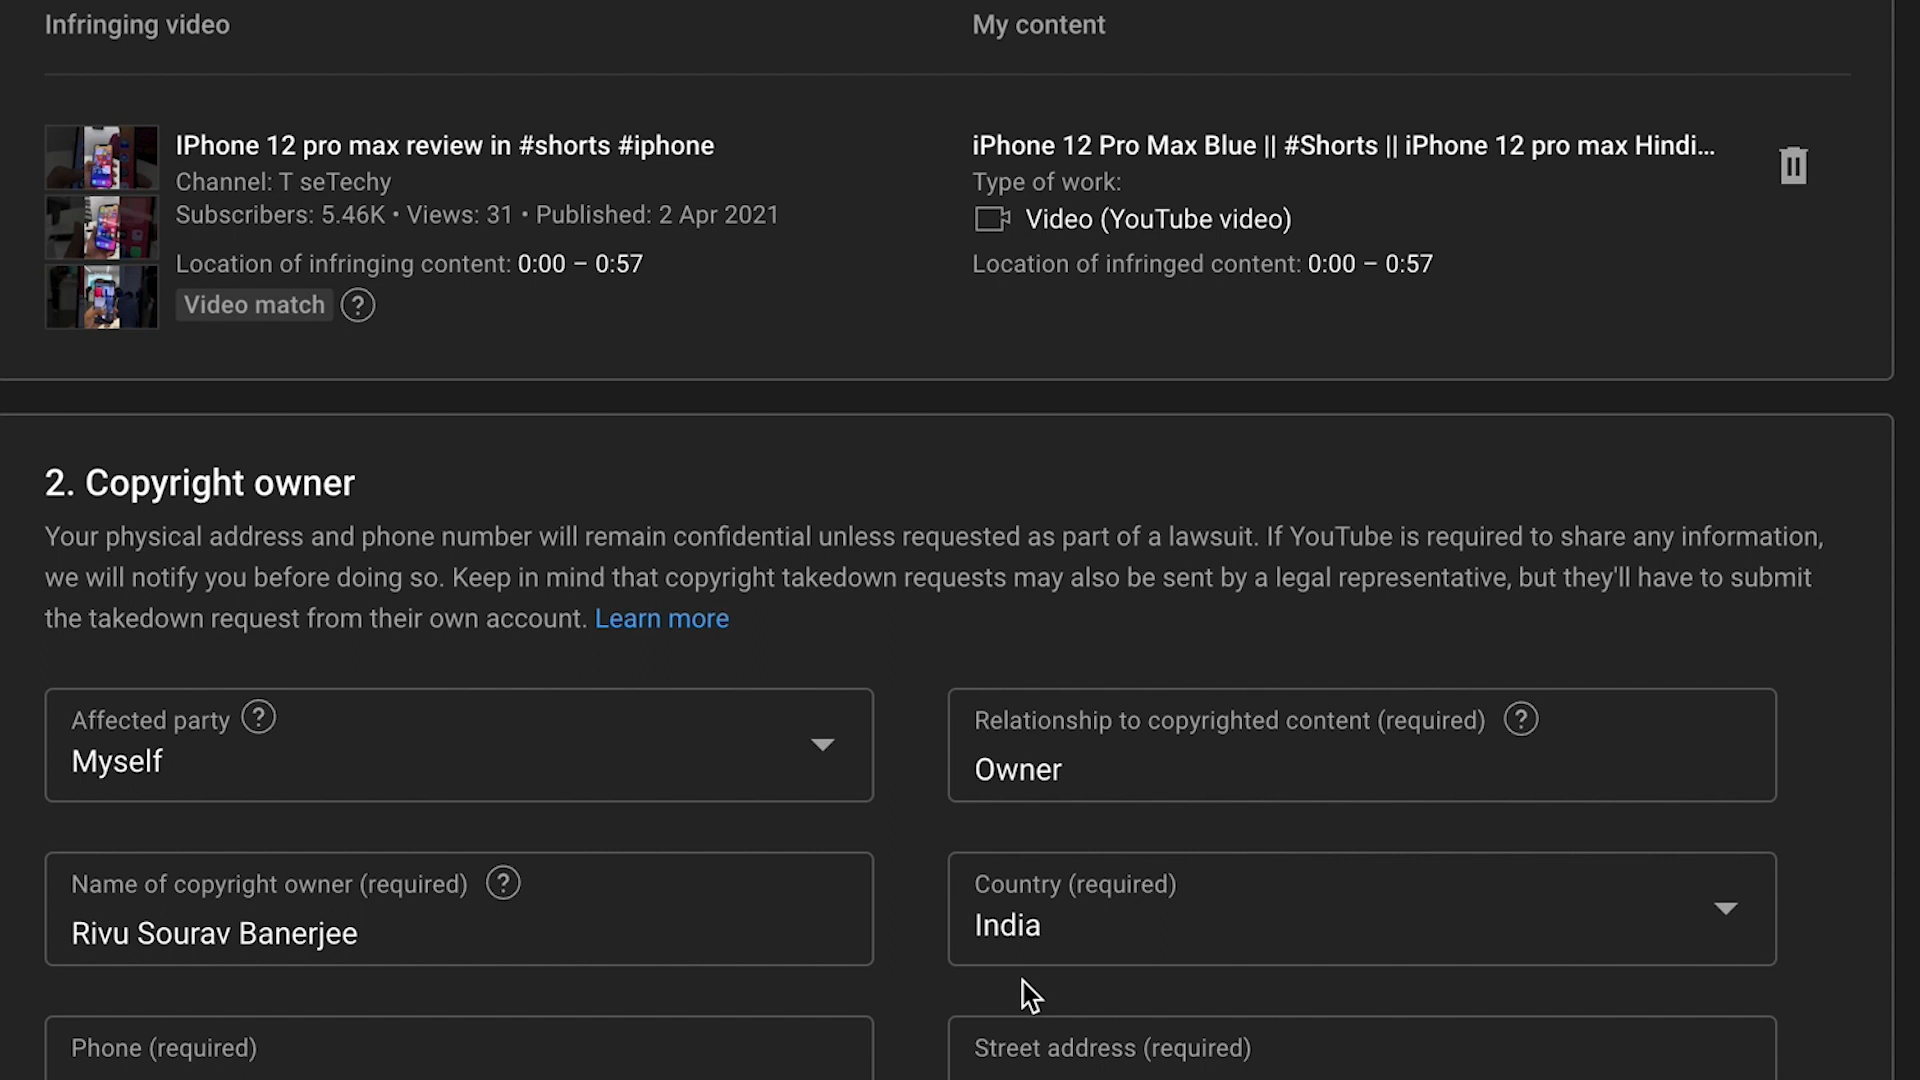 Infringing video
My content
IPhone 12 pro max review in #shorts #iphone
Channel: T seTechy
Subscribers: 5.46K • Views: 31 • Published: 2 Apr 2021
Location of infringing content: 0:00 – 0:57
Video match ?
iPhone 12 Pro Max Blue || #Shorts || iPhone 12 pro max Hindi...
Type of work:
Video (YouTube video)
Location of infringed content: 0:00 – 0:57
2. Copyright owner
Your physical address and phone number will remain confidential unless requested as part of a lawsuit. If YouTube is required to share any information,
we will notify you before doing so. Keep in mind that copyright takedown requests may also be sent by a legal representative, but they'll have to submit
the takedown request from their own account. Learn more
Affected party ?
Myself
Relationship to copyrighted content (required) ?
Owner
Name of copyright owner (required) ?
Rivu Sourav Banerjee
Country (required)
India
Phone (required)
Street address (required)